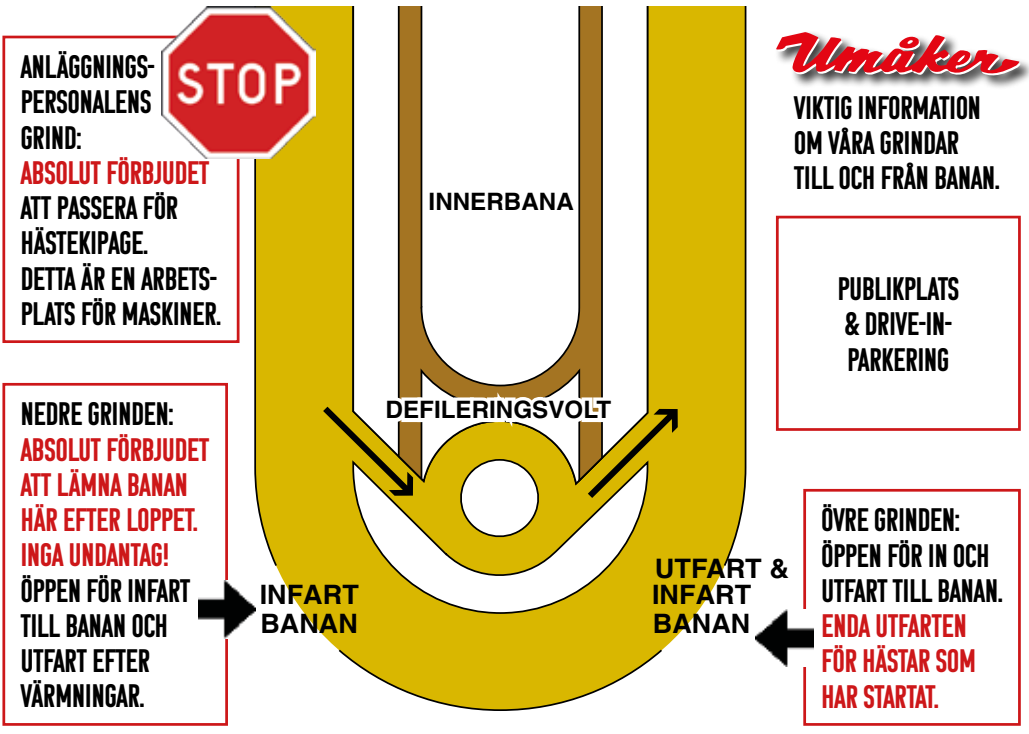 ANLÄGGNINGS-
PERSONALENS
GRIND:
ABSOLUT FÖRBJUDET
ATT PASSERA FÖR
HÄSTEKIPAGE.
DETTA ÄR EN ARBETS-
PLATS FÖR MASKINER.
STOP
Umåker
VIKTIG INFORMATION
OM VÅRA GRINDAR
TILL OCH FRÅN BANAN.
INNERBANA
PUBLIKPLATS
& DRIVE-IN-
PARKERING
DEFILERINGSVOLT
NEDRE GRINDEN:
ABSOLUT FÖRBJUDET
ATT LÄMNA BANAN
HÄR EFTER LOPPET.
INGA UNDANTAG!
ÖPPEN FÖR INFART
TILL BANAN OCH
UTFART EFTER
VÄRMNINGAR.
INFART
BANAN
UTFART &
INFART
BANAN
ÖVRE GRINDEN:
ÖPPEN FÖR IN OCH
UTFART TILL BANAN.
ENDA UTFARTEN
FÖR HÄSTAR SOM
HAR STARTAT.